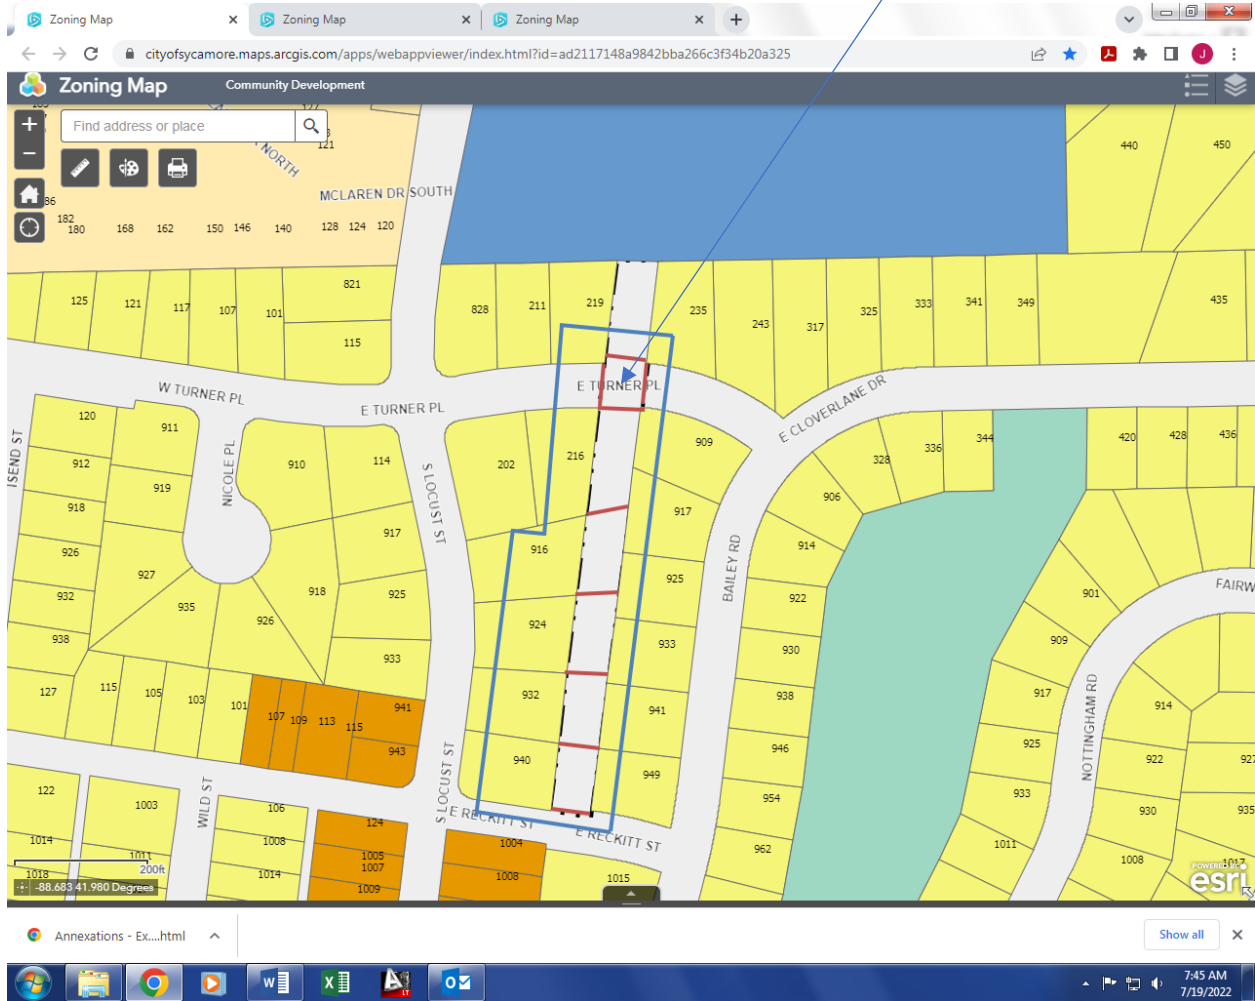 Zoning Map
Zoning Map
Zoning Map
cityofsycamore.maps.arcgis.com/apps/webappviewer/index.html?id=ad2117148a9842bba266c3f34b20a325
J
Zoning Map Community Development
Find address or place
121
NORTH
440 450
MCLAREN DR SOUTH
86
182
180 168 162 150 146 140 128 124 120
821
125 121 117 107 101
828 211 219 235 243 317 325 333 341 349 435
115
W TURNER PL
E TURNER PL
E TURNER PL
E CLOVERLANE DR
120 911
912 919
918
926
932
938
NICOLE PL
910 114
917
927 935 926 918 925
933
S LOCUST ST
202 216
909
917
916
925
924
933
932
941
940
949
BAILEY RD
328 336 344
906
914
922
930
938
946
954
962
420 428 436
901
909
917
925
933
1011
FAIRW
NOTTINGHAM RD
914
922
930
935
1008
127 115 105 103 101
107 109 113 115
941
943
S LOCUST ST
E RECKITT ST
E RECKITT ST
122 1003
WILD ST
106
1008
1014
124
1005
1007
1009
1004
1008
1015
1014
1011
1018
1017
200ft
-88.683 41.980 Degrees
POWERED BY
esri
Annexations - Ex....html
Show all
7:45 AM
7/19/2022